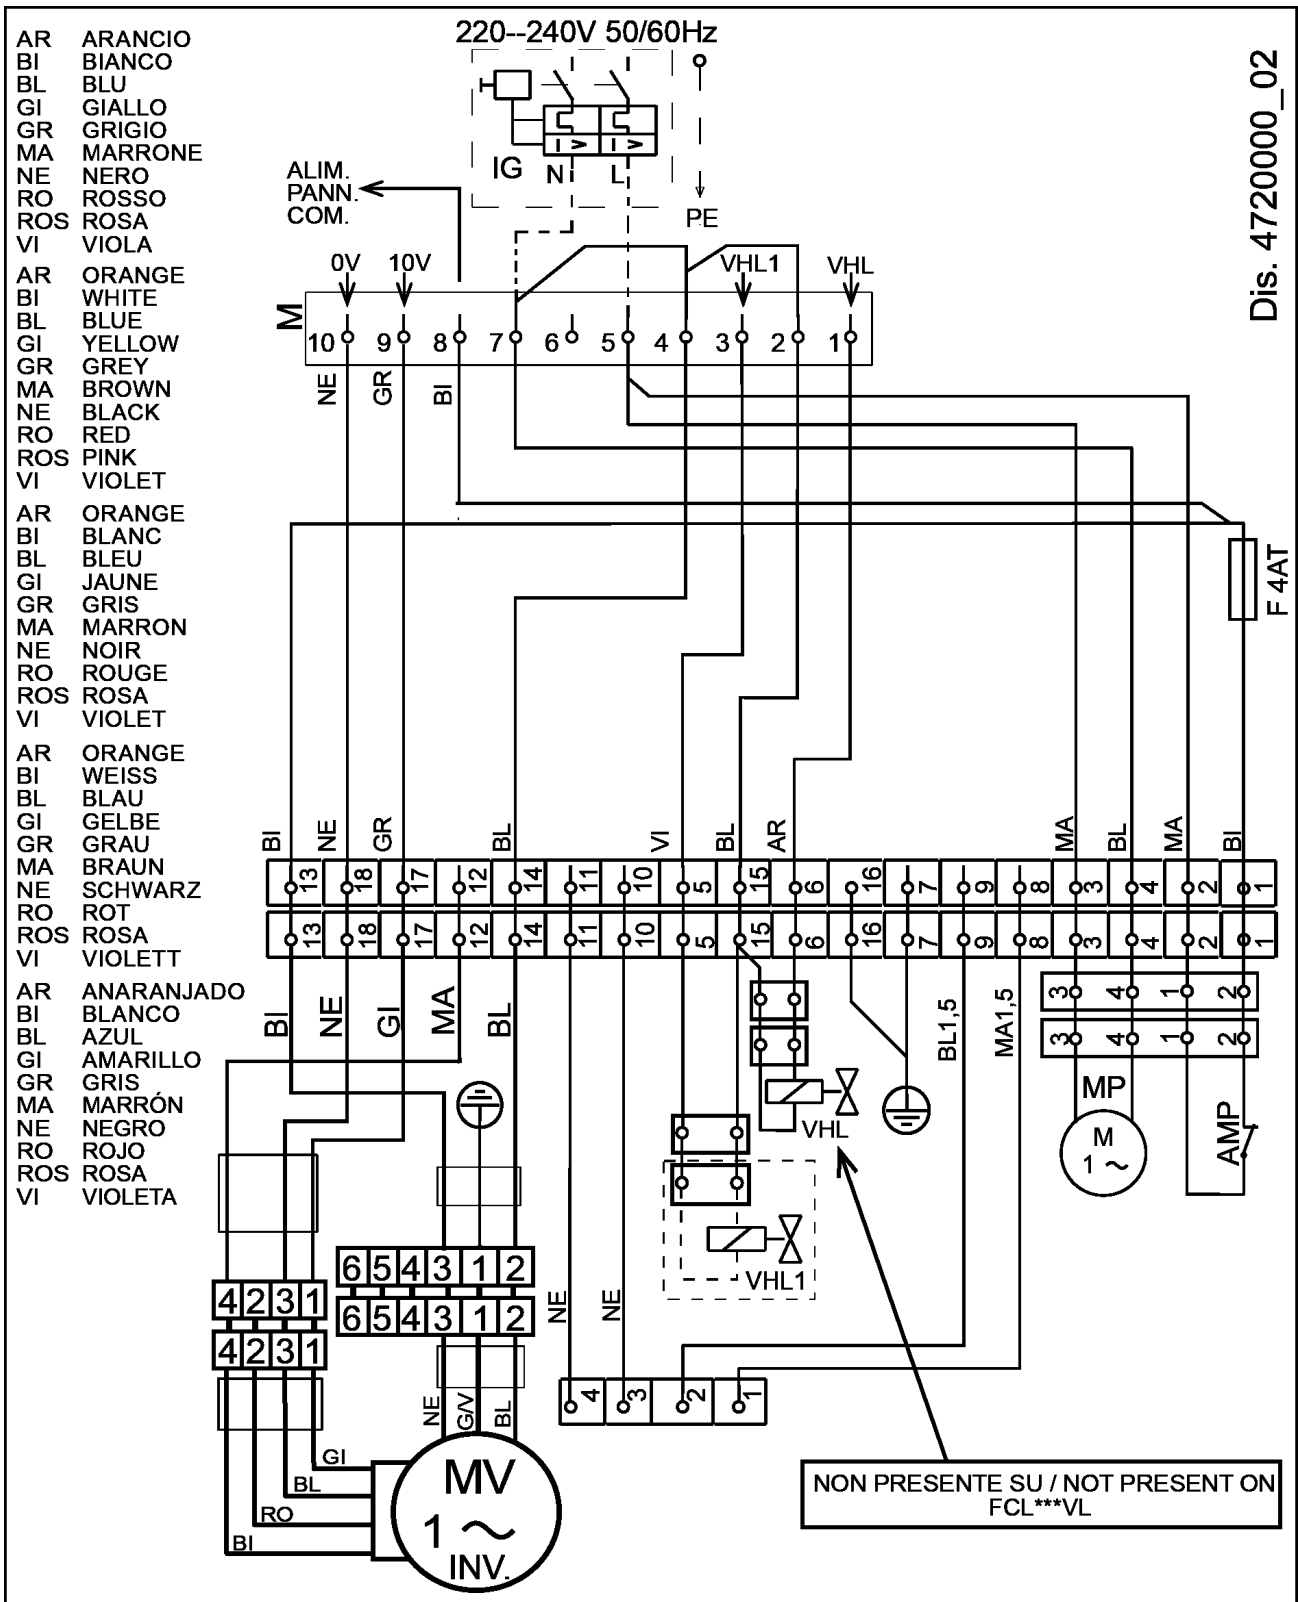 AR ARANCIO
BI BIANCO
BL BLU
GI GIALLO
GR GRIGIO
MA MARRONE
NE NERO
RO ROSSO
ROS ROSA
VI VIOLA
AR ORANGE
BI WHITE
BL BLUE
GI YELLOW
GR GREY
MA BROWN
NE BLACK
RO RED
ROS PINK
VI VIOLET
AR ORANGE
BI BLANC
BL BLEU
GI JAUNE
GR GRIS
MA MARRON
NE NOIR
RO ROUGE
ROS ROSA
VI VIOLET
AR ORANGE
BI WEISS
BL BLAU
GI GELBE
GR GRAU
MA BRAUN
NE SCHWARZ
RO ROT
ROS ROSA
VI VIOLETT
AR ANARANJADO
BI BLANCO
BL AZUL
GI AMARILLO
GR GRIS
MA MARRÓN
NE NEGRO
RO ROJO
ROS ROSA
VI VIOLETA
220--240V 50/60Hz
Dis. 4720000_02
IG N L
PE
ALIM.
PANN.
COM.
0V 10V VHL1 VHL
M
10 9 8 7 6 5 4 3 2 1
NE GR BI
F 4AT
BI NE GR BL VI BL AR MA BL MA BI
13 18 17 12 14 11 10 5 15 6 16 7 9 8 3 4 2 1
13 18 17 12 14 11 10 5 15 6 16 7 9 8 3 4 2 1
BI NE GI MA BL BL1,5 MA1,5
3 4 1 2
3 4 1 2
MP
M
1 ~
AMP
VHL
VHL1
6 5 4 3 1 2
6 5 4 3 1 2
4 2 3 1
4 2 3 1
NE NE
4 3 2 1
NE G/V BL
GI
BL
RO
BI
MV
1 ~
INV.
NON PRESENTE SU / NOT PRESENT ON
FCL***VL